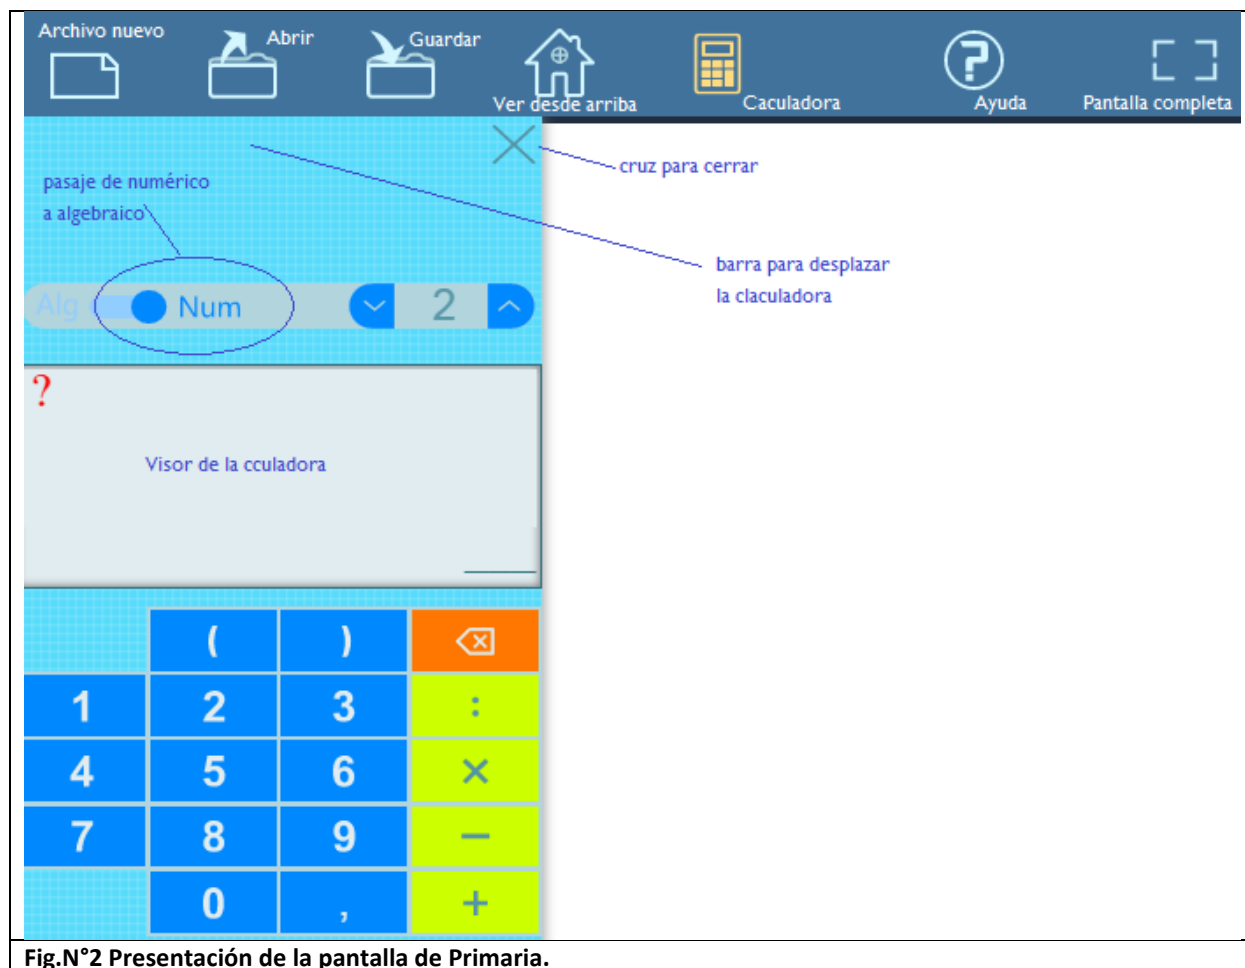 Archivo nuevo
Abrir
Guardar
Ver desde arriba
Caculadora
Ayuda
Pantalla completa
cruz para cerrar
pasaje de numérico
a algebraico
barra para desplazar
la claculadora
Alg Num 2
?
Visor de la cculadora
( )
1 2 3 :
4 5 6 ×
7 8 9 −
0 , +
Fig.N°2 Presentación de la pantalla de Primaria.